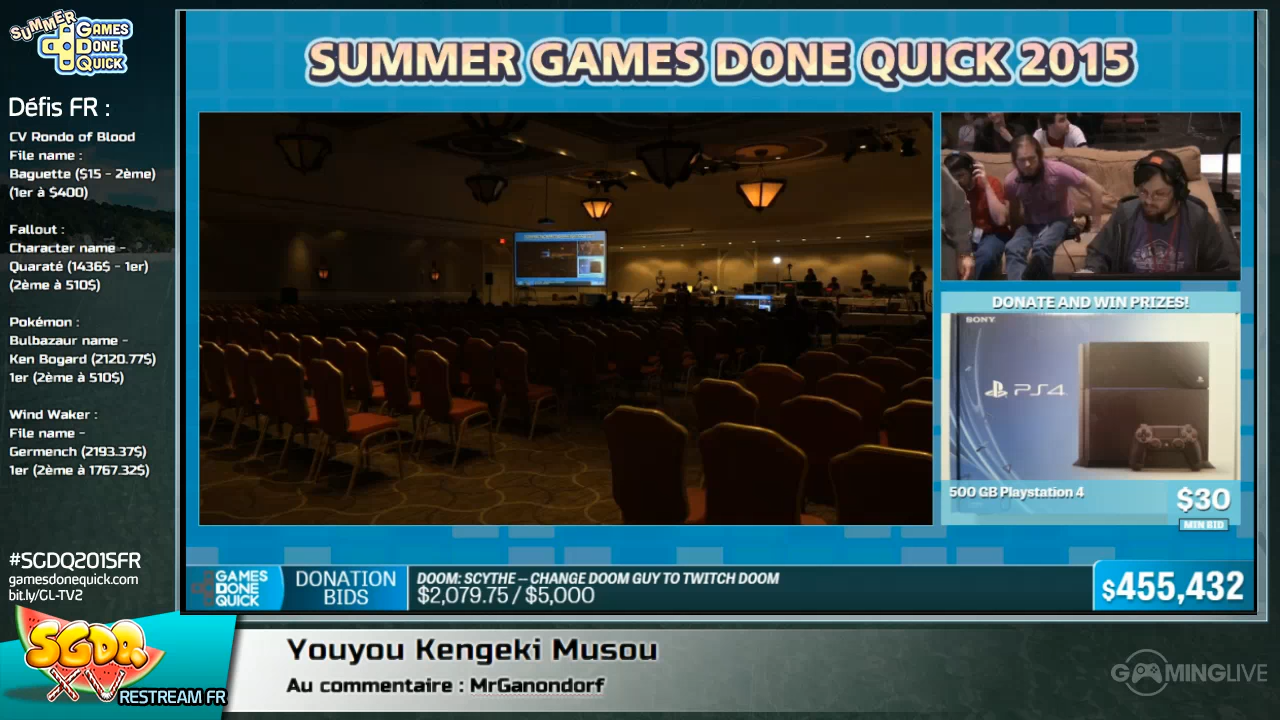 SUMMER
GAMES
DONE
QUICK
Défis FR :
CV Rondo of Blood
File name :
Baguette ($15 - 2ème)
(1er à $400)
Fallout :
Character name -
Quaraté (1436$ - 1er)
(2ème à 510$)
Pokémon :
Bulbazaur name -
Ken Bogard (2120.77$)
1er (2ème à 510$)
Wind Waker :
File name -
Germench (2193.37$)
1er (2ème à 1767.32$)
#SGDQ2015FR
gamesdonequick.com
bit.ly/GL-TV2
SUMMER GAMES DONE QUICK 2015
DONATE AND WIN PRIZES!
SONY
PS4
500 GB Playstation 4
$30
MIN BID
GAMES
DONE
QUICK
DONATION
BIDS
DOOM: SCYTHE -- CHANGE DOOM GUY TO TWITCH DOOM
$2,079.75 / $5,000
$455,432
SGDQ
XV
RESTREAM FR
Youyou Kengeki Musou
Au commentaire : MrGanondorf
GAMINGLIVE